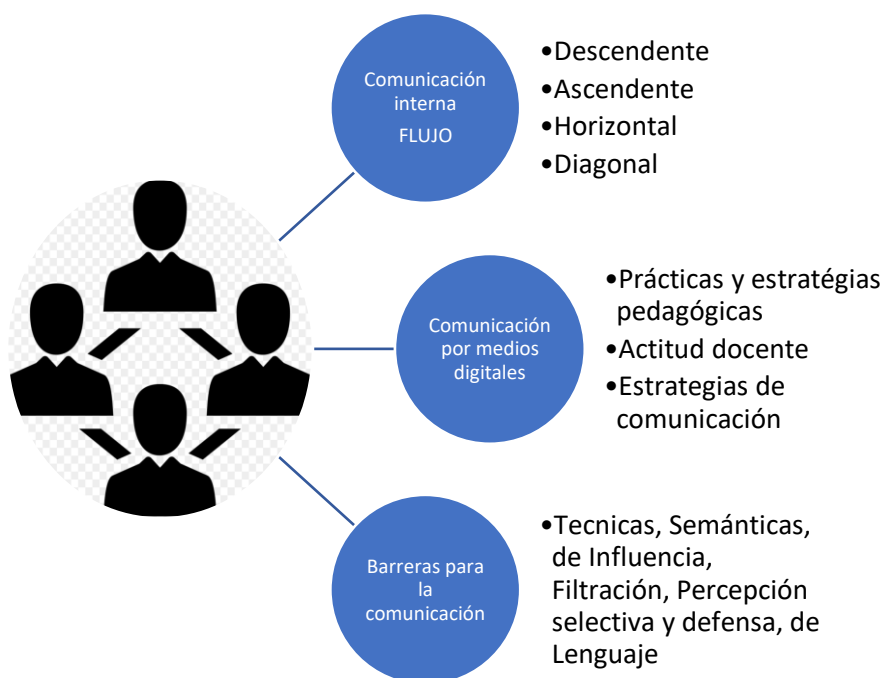 Comunicación
interna
FLUJO
•Descendente
•Ascendente
•Horizontal
•Diagonal
Comunicación
por medios
digitales
•Prácticas y estratégias
pedagógicas
•Actitud docente
•Estrategias de
comunicación
Barreras para
la
comunicación
•Tecnicas, Semánticas,
de Influencia,
Filtración, Percepción
selectiva y defensa, de
Lenguaje